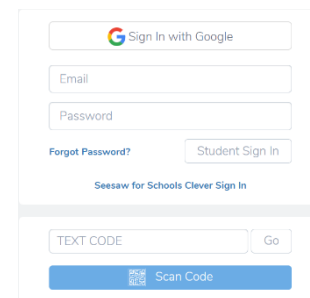 Sign In with Google
Email
Password
Forgot Password? Student Sign In
Seesaw for Schools Clever Sign In
TEXT CODE Go
Scan Code